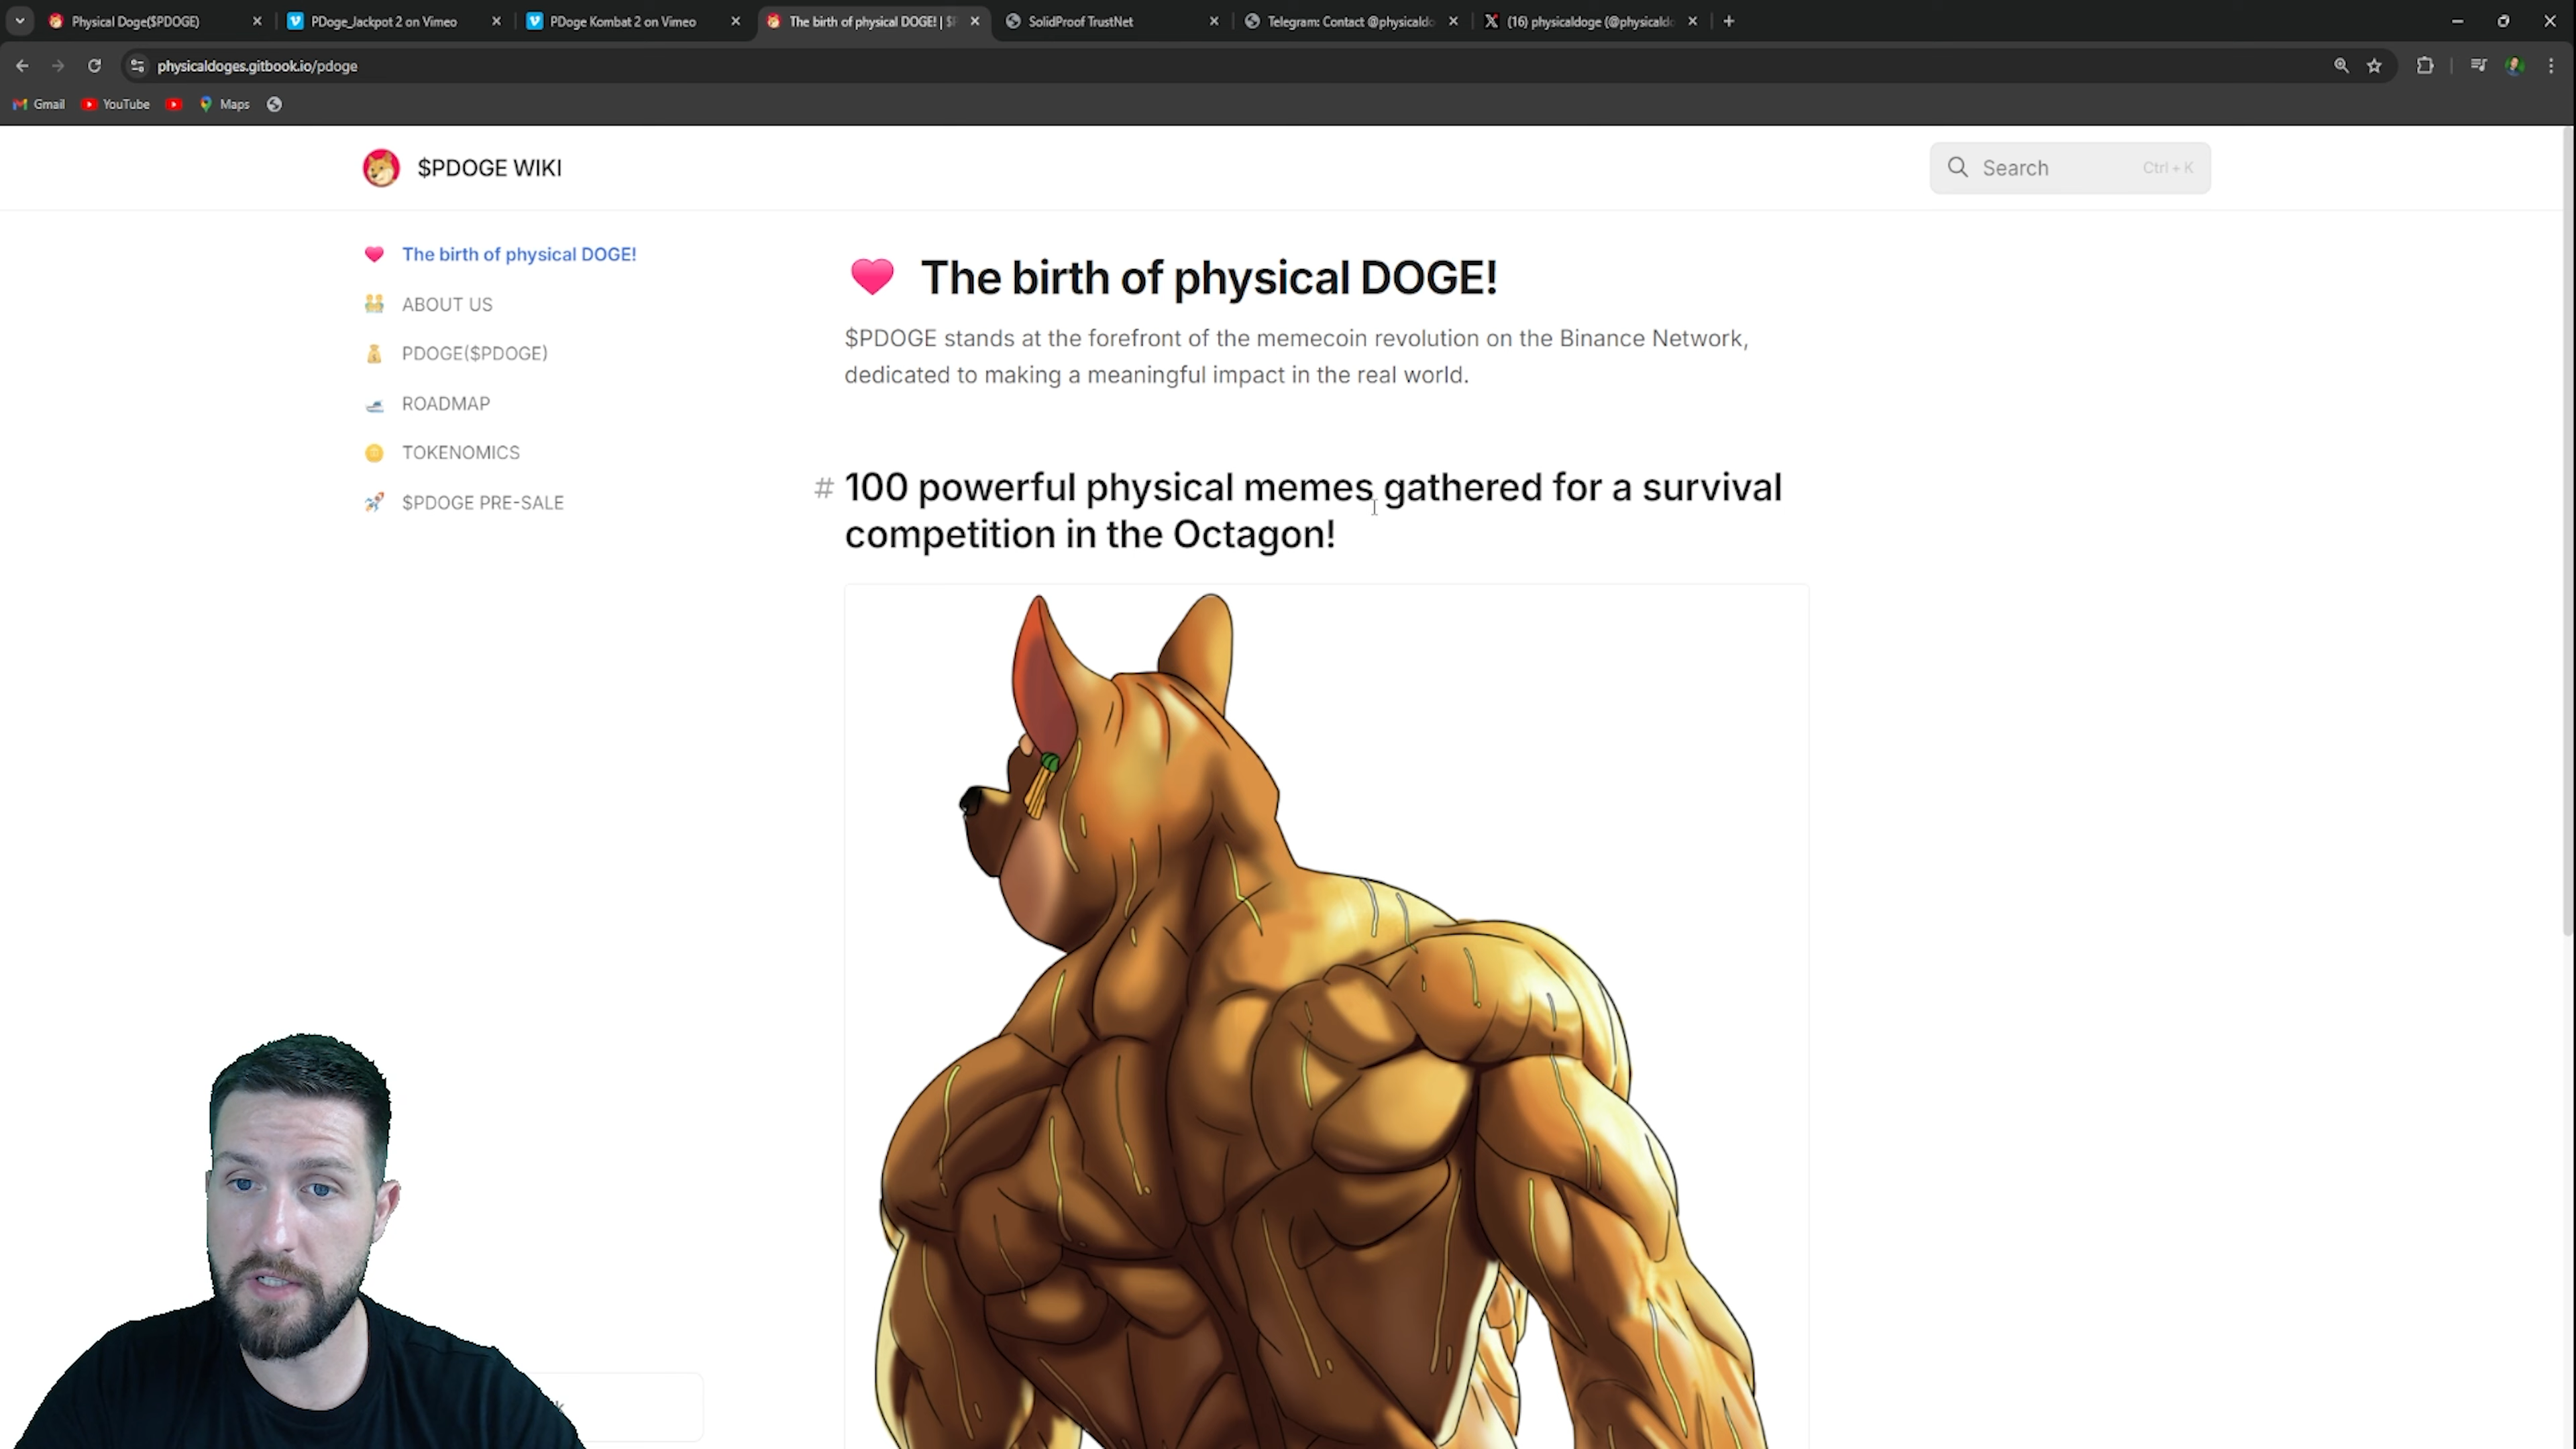 Physical Doge($PDOGE)
PDoge_Jackpot 2 on Vimeo
PDoge Kombat 2 on Vimeo
The birth of physical DOGE! | $P
SolidProof TrustNet
Telegram: Contact @physicaldo
(16) physicaldoge (@physicaldo
physicaldoges.gitbook.io/pdoge
Gmail
YouTube
Maps
$PDOGE WIKI
Search
Ctrl + K
The birth of physical DOGE!
ABOUT US
PDOGE($PDOGE)
ROADMAP
TOKENOMICS
$PDOGE PRE-SALE
The birth of physical DOGE!
$PDOGE stands at the forefront of the memecoin revolution on the Binance Network,
dedicated to making a meaningful impact in the real world.
# 100 powerful physical memes gathered for a survival
competition in the Octagon!